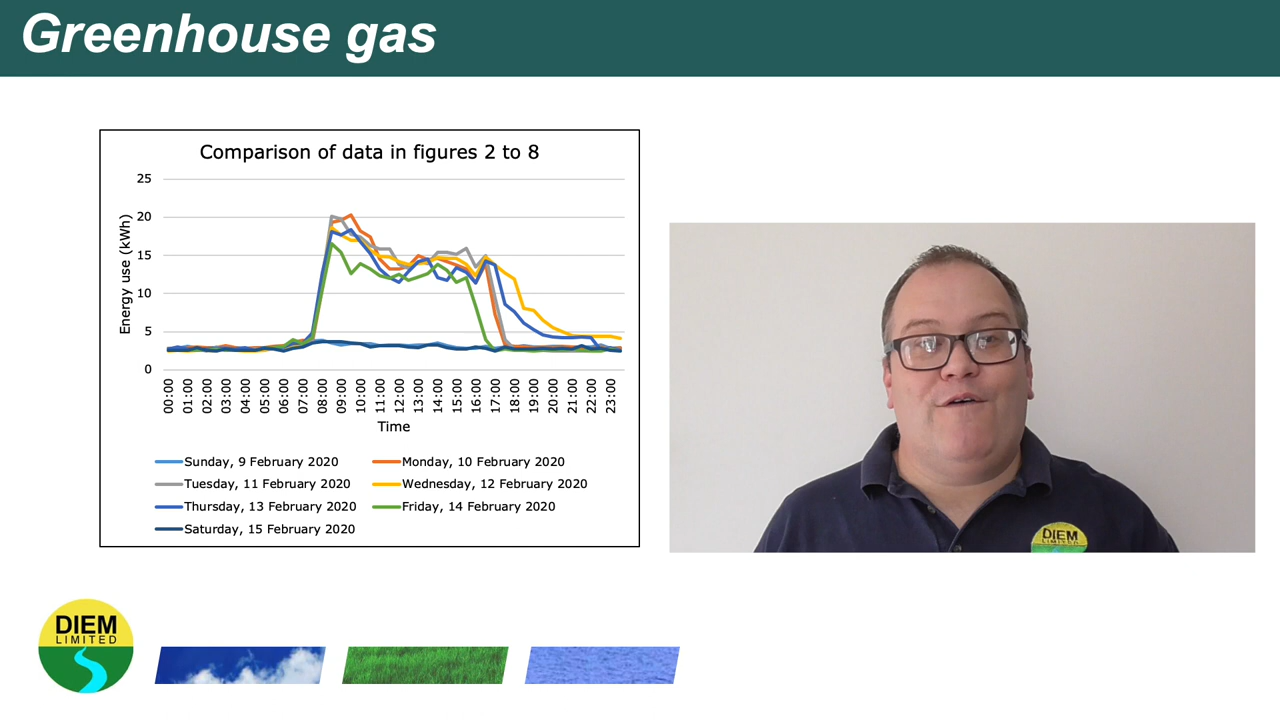 Greenhouse gas
Comparison of data in figures 2 to 8
25
20
15
10
5
0
Energy use (kWh)
00:00
01:00
02:00
03:00
04:00
05:00
06:00
07:00
08:00
09:00
10:00
11:00
12:00
13:00
14:00
15:00
16:00
17:00
18:00
19:00
20:00
21:00
22:00
23:00
Time
Sunday, 9 February 2020
Monday, 10 February 2020
Tuesday, 11 February 2020
Wednesday, 12 February 2020
Thursday, 13 February 2020
Friday, 14 February 2020
Saturday, 15 February 2020
DIEM
LIMITED
DIEM
LIMITED